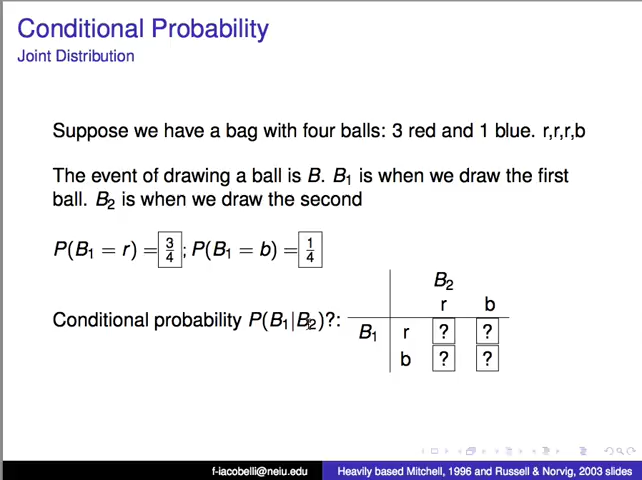 Conditional Probability
Joint Distribution
Suppose we have a bag with four balls: 3 red and 1 blue. r,r,r,b
The event of drawing a ball is B. B₁ is when we draw the first
ball. B₂ is when we draw the second
P(B₁ = r) = 3/4; P(B₁ = b) = 1/4
B₂
r b
Conditional probability P(B₁|B₂)?: B₁ r ? ?
b ? ?
f-iacobelli@neiu.edu Heavily based Mitchell, 1996 and Russell & Norvig, 2003 slides